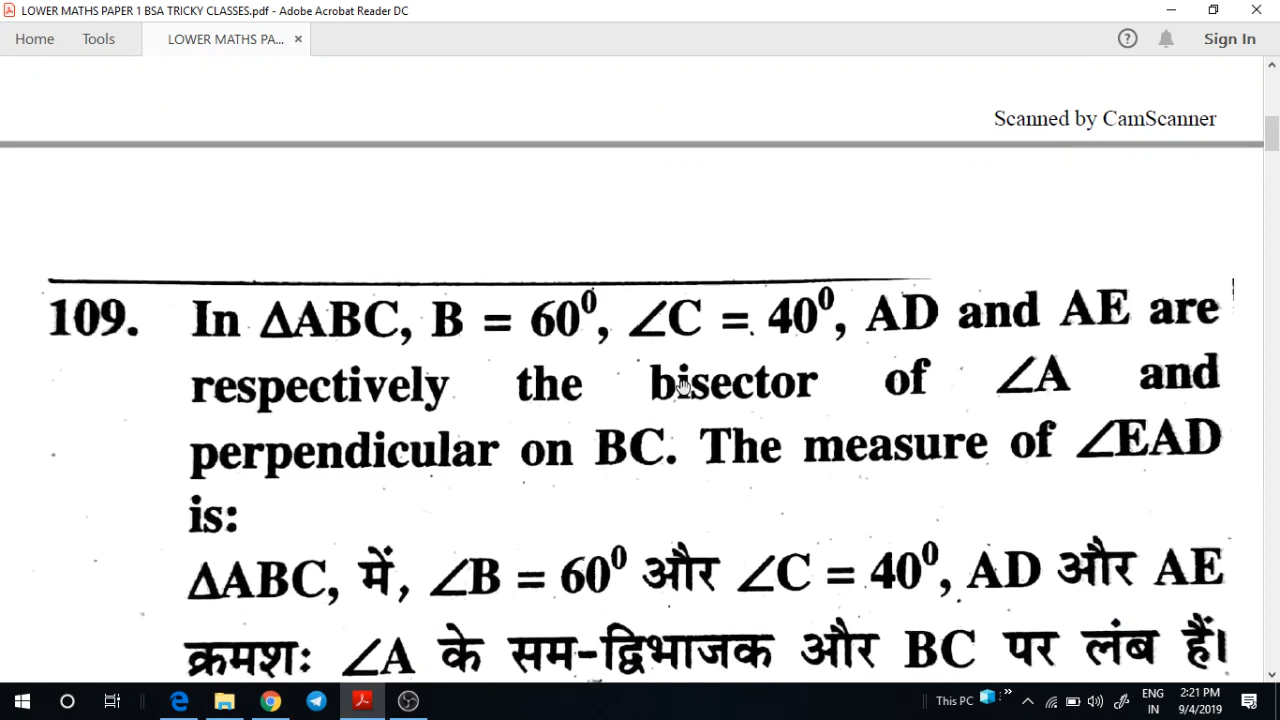 LOWER MATHS PAPER 1 BSA TRICKY CLASSES.pdf - Adobe Acrobat Reader DC
Home Tools LOWER MATHS PA... × Sign In
Scanned by CamScanner
109. In ΔABC, B = 60⁰, ∠C = 40⁰, AD and AE are
respectively the bisector of ∠A and
perpendicular on BC. The measure of ∠EAD
is:
ΔABC, में, ∠B = 60⁰ और ∠C = 40⁰, AD और AE
क्रमशः ∠A के सम-द्विभाजक और BC पर लंब हैं।
This PC » ENG 2:21 PM
IN 9/4/2019